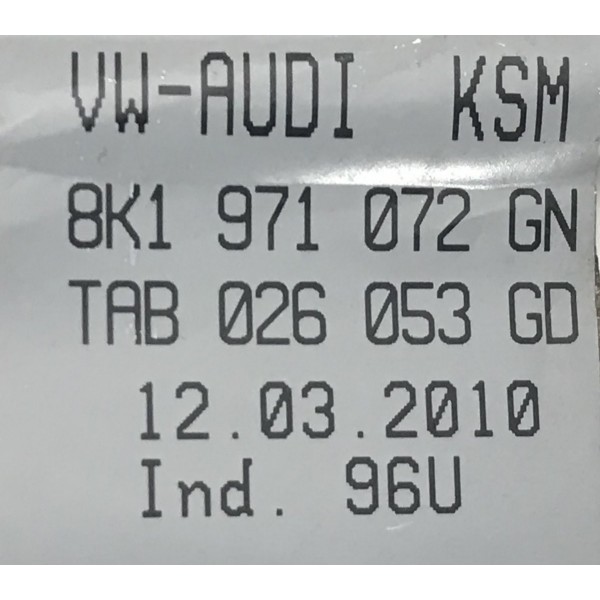 VW-AUDI KSM
8K1 971 072 GN
TAB 026 053 GD
12.03.2010
Ind. 96U